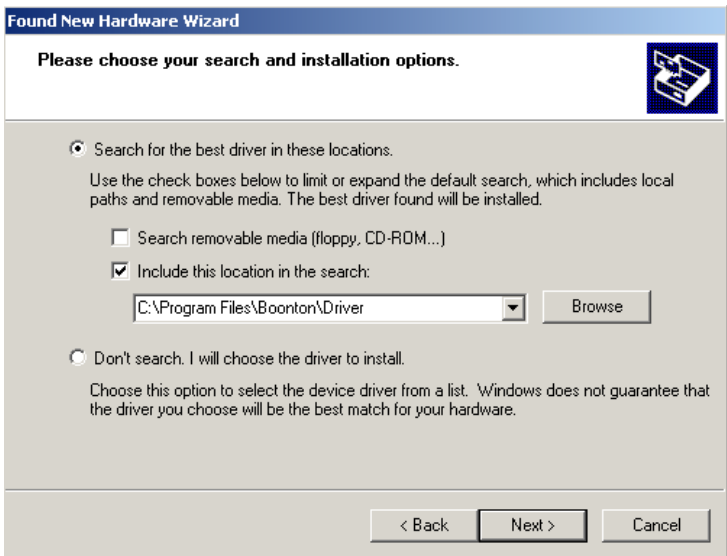 Found New Hardware Wizard
Please choose your search and installation options.
Search for the best driver in these locations.
Use the check boxes below to limit or expand the default search, which includes local
paths and removable media. The best driver found will be installed.
Search removable media (floppy, CD-ROM...)
Include this location in the search:
C:\Program Files\Boonton\Driver
Browse
Don't search. I will choose the driver to install.
Choose this option to select the device driver from a list.  Windows does not guarantee that
the driver you choose will be the best match for your hardware.
< Back
Next >
Cancel